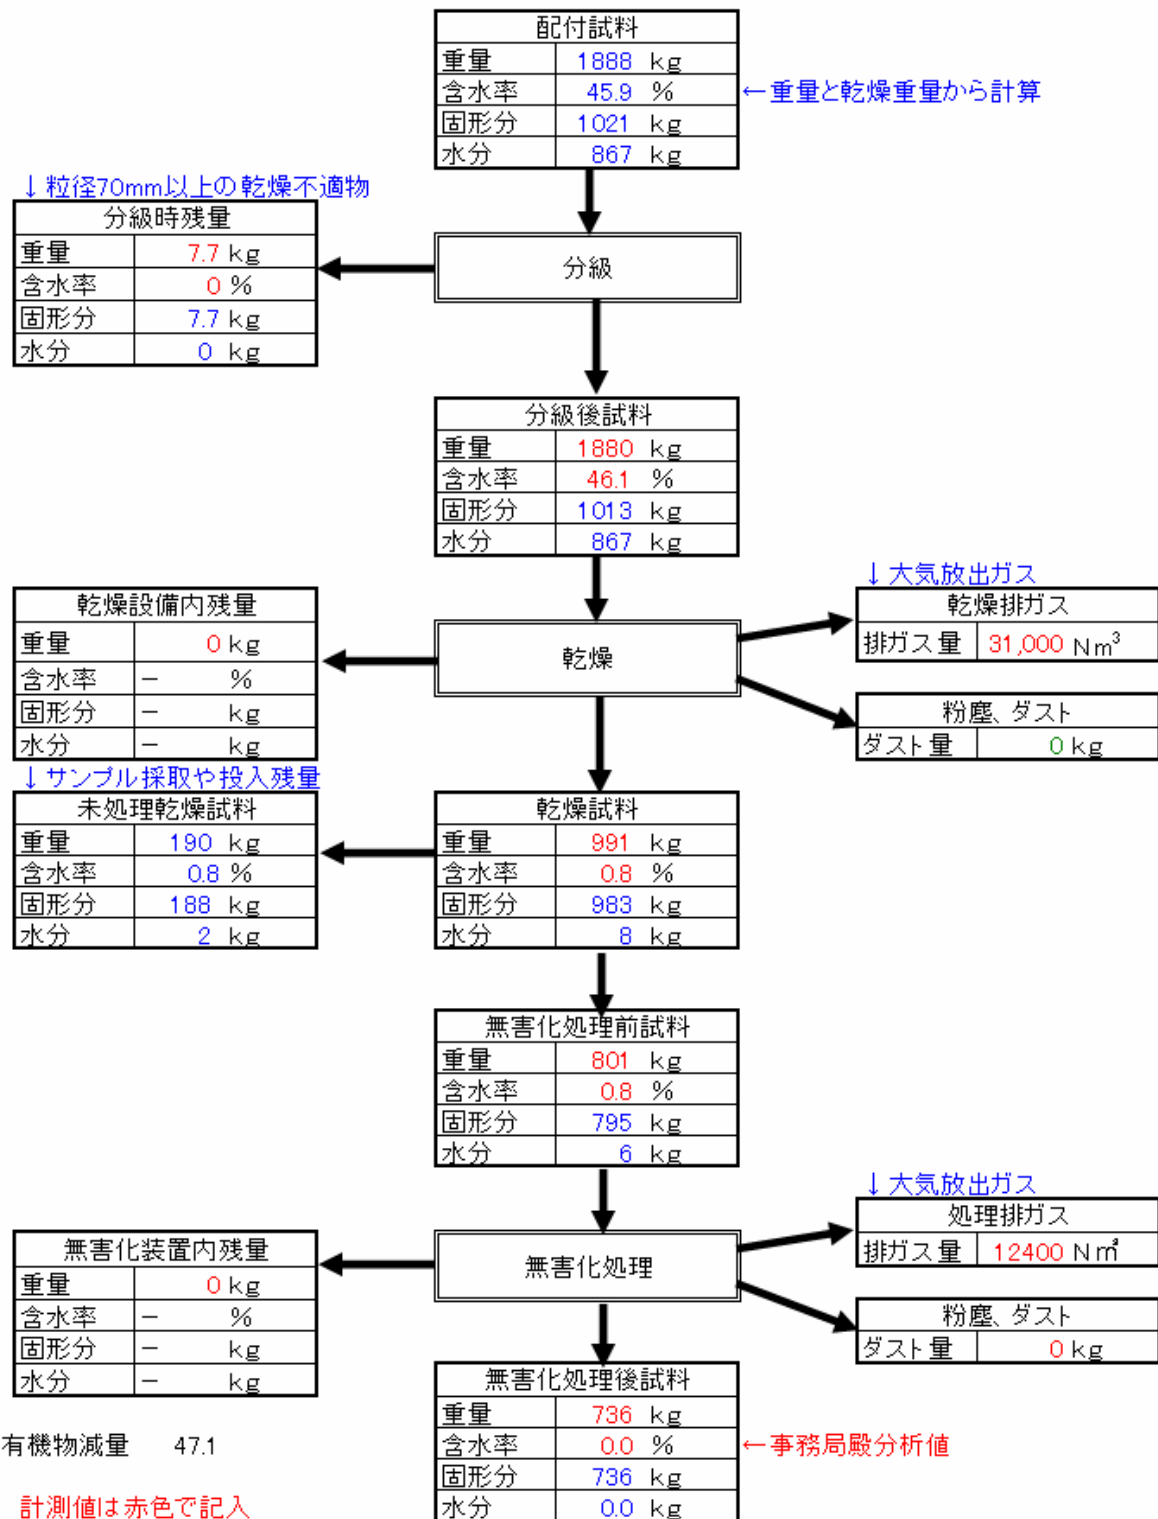 配付試料
重量 1888 kg
含水率 45.9 % ←重量と乾燥重量から計算
固形分 1021 kg
水分 867 kg
↓粒径70mm以上の乾燥不適物
分級時残量
重量 7.7 kg
含水率 0 %
固形分 7.7 kg
水分 0 kg
分級
分級後試料
重量 1880 kg
含水率 46.1 %
固形分 1013 kg
水分 867 kg
乾燥設備内残量
重量 0 kg
含水率 － %
固形分 － kg
水分 － kg
乾燥
↓大気放出ガス
乾燥排ガス
排ガス量 31,000 Nm³
粉塵、ダスト
ダスト量 0 kg
↓サンプル採取や投入残量
未処理乾燥試料
重量 190 kg
含水率 0.8 %
固形分 188 kg
水分 2 kg
乾燥試料
重量 991 kg
含水率 0.8 %
固形分 983 kg
水分 8 kg
無害化処理前試料
重量 801 kg
含水率 0.8 %
固形分 795 kg
水分 6 kg
↓大気放出ガス
処理排ガス
排ガス量 12400 Nm³
無害化装置内残量
重量 0 kg
含水率 － %
固形分 － kg
水分 － kg
無害化処理
粉塵、ダスト
ダスト量 0 kg
無害化処理後試料
重量 736 kg
含水率 0.0 % ←事務局殿分析値
固形分 736 kg
水分 0.0 kg
有機物減量 47.1
計測値は赤色で記入